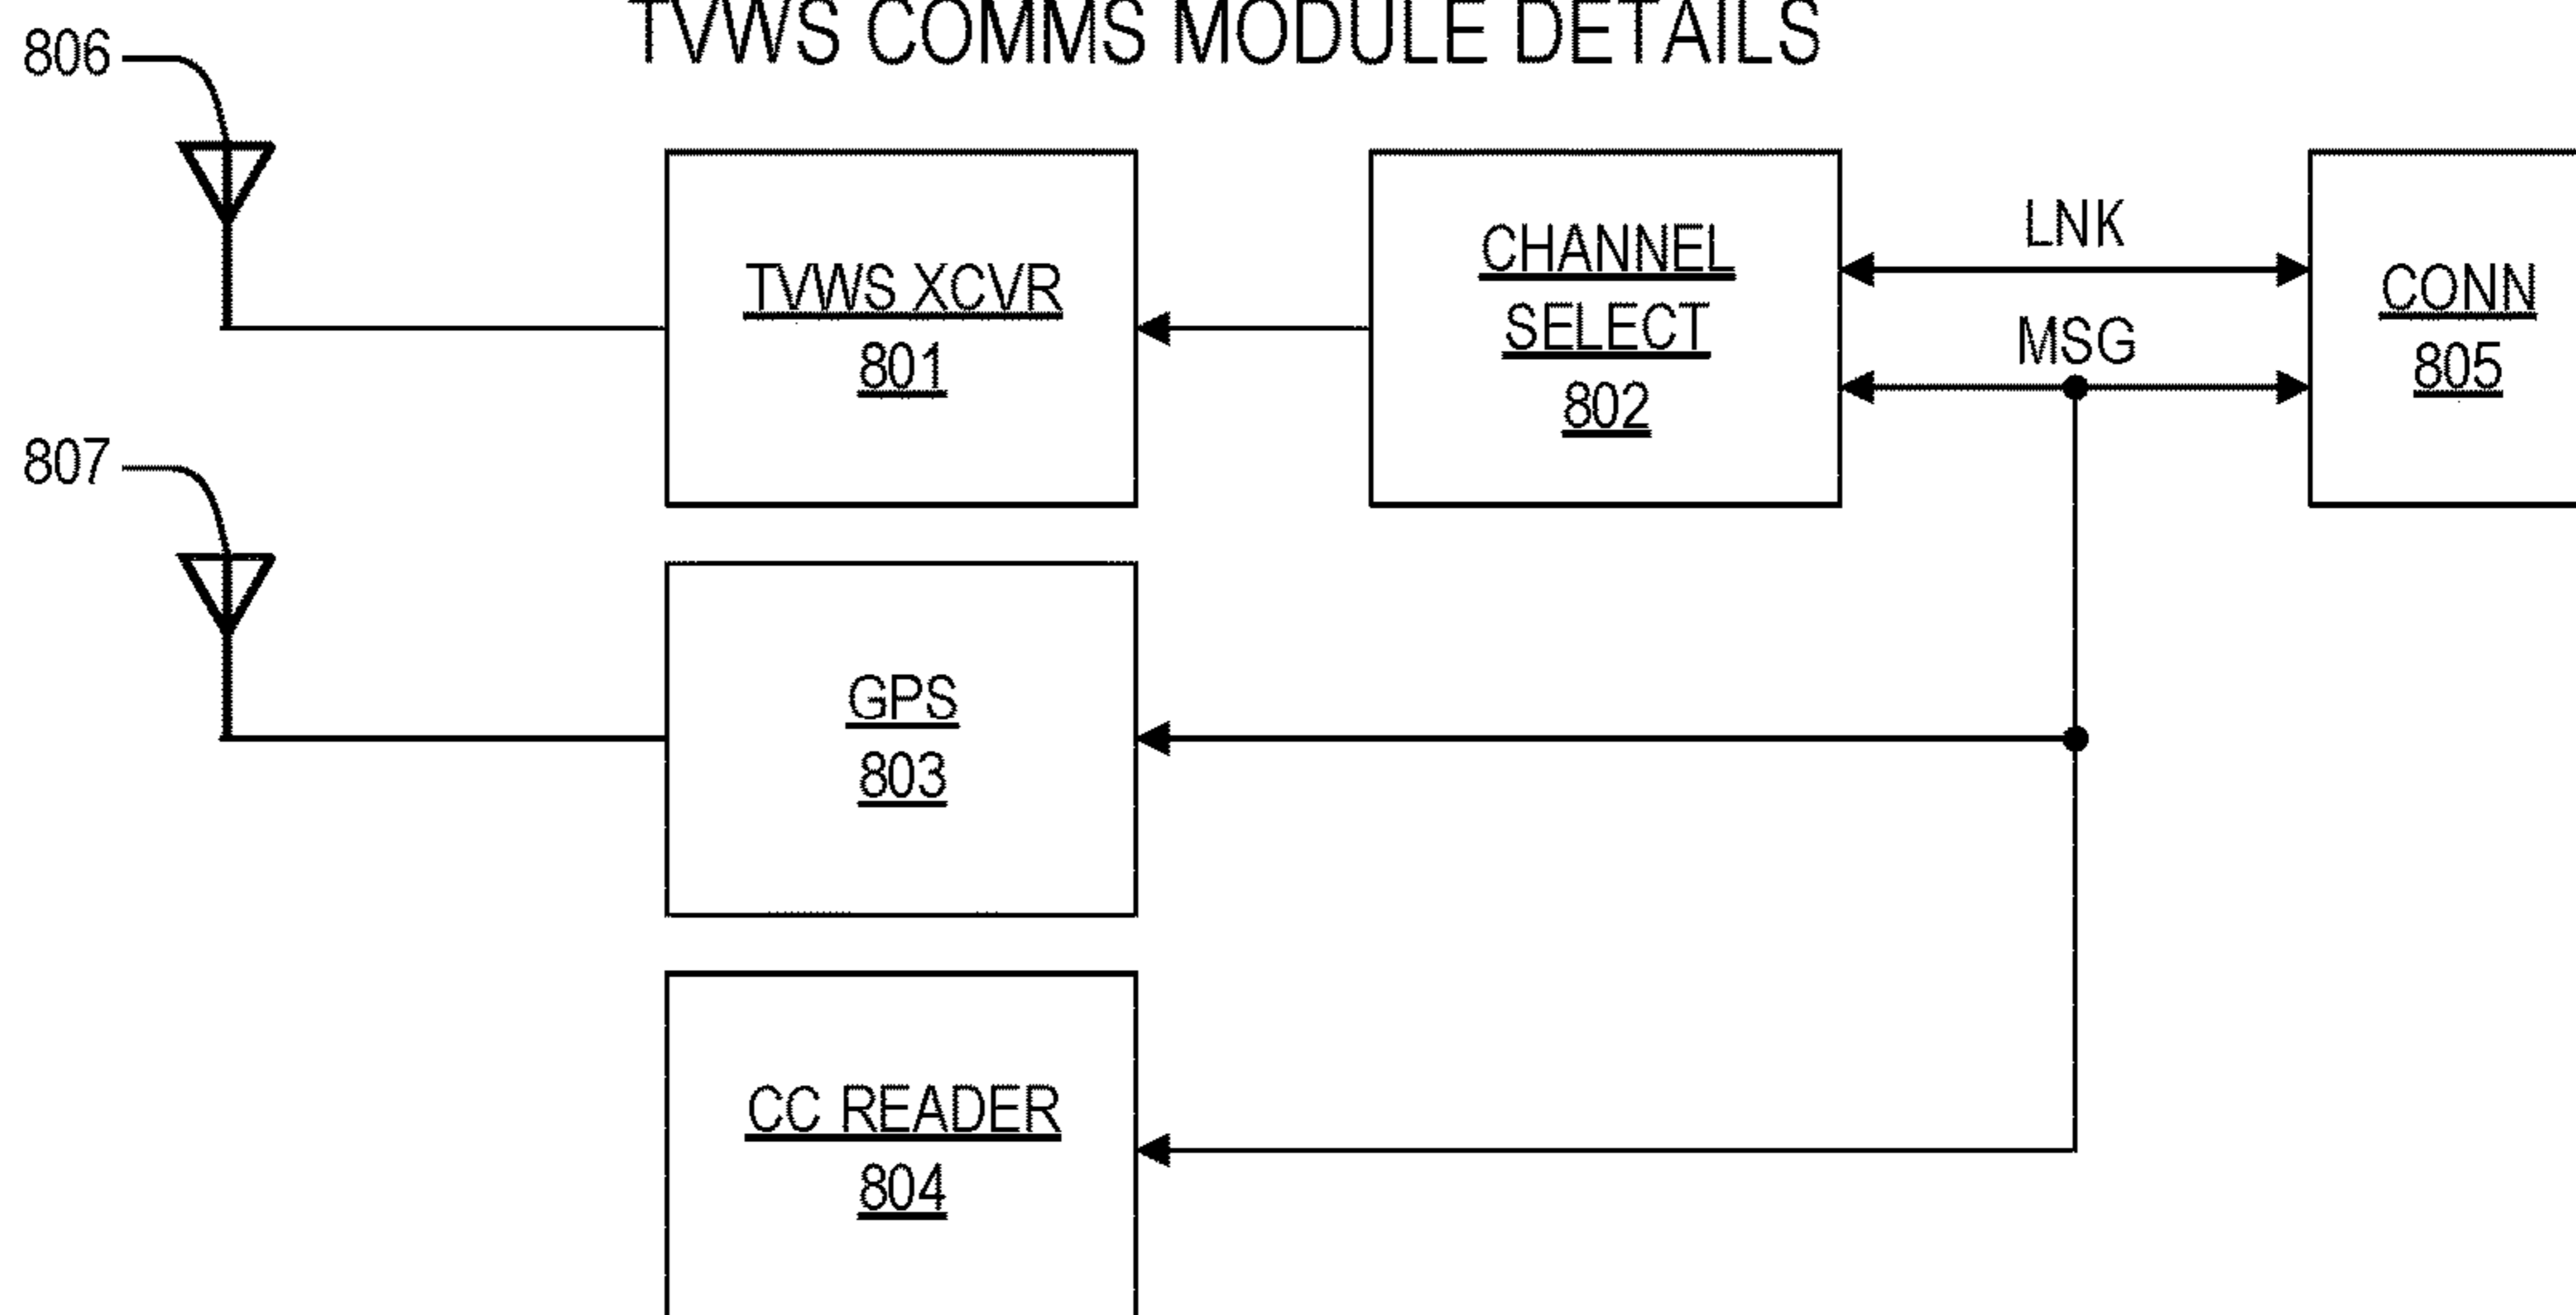 TVWS COMMS MODULE DETAILS
806
TVWS XCVR
801
CHANNEL
SELECT
802
LNK
MSG
CONN
805
807
GPS
803
CC READER
804